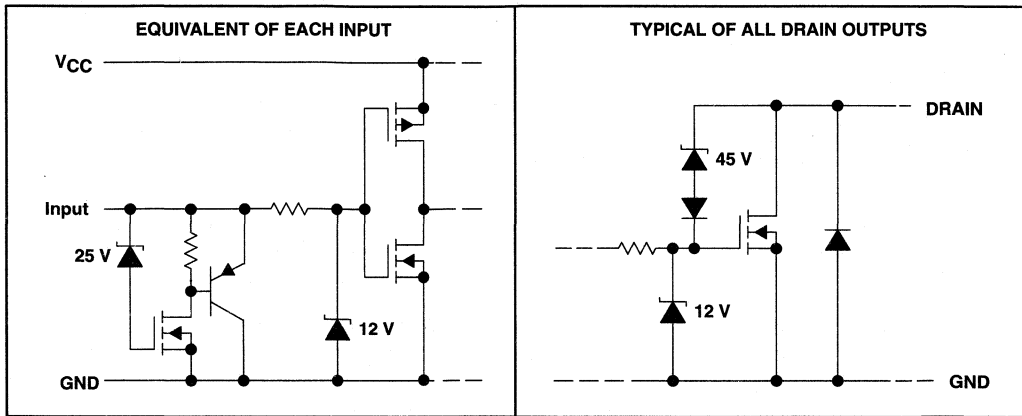 EQUIVALENT OF EACH INPUT
VCC
Input
25 V
12 V
GND
TYPICAL OF ALL DRAIN OUTPUTS
DRAIN
45 V
12 V
GND